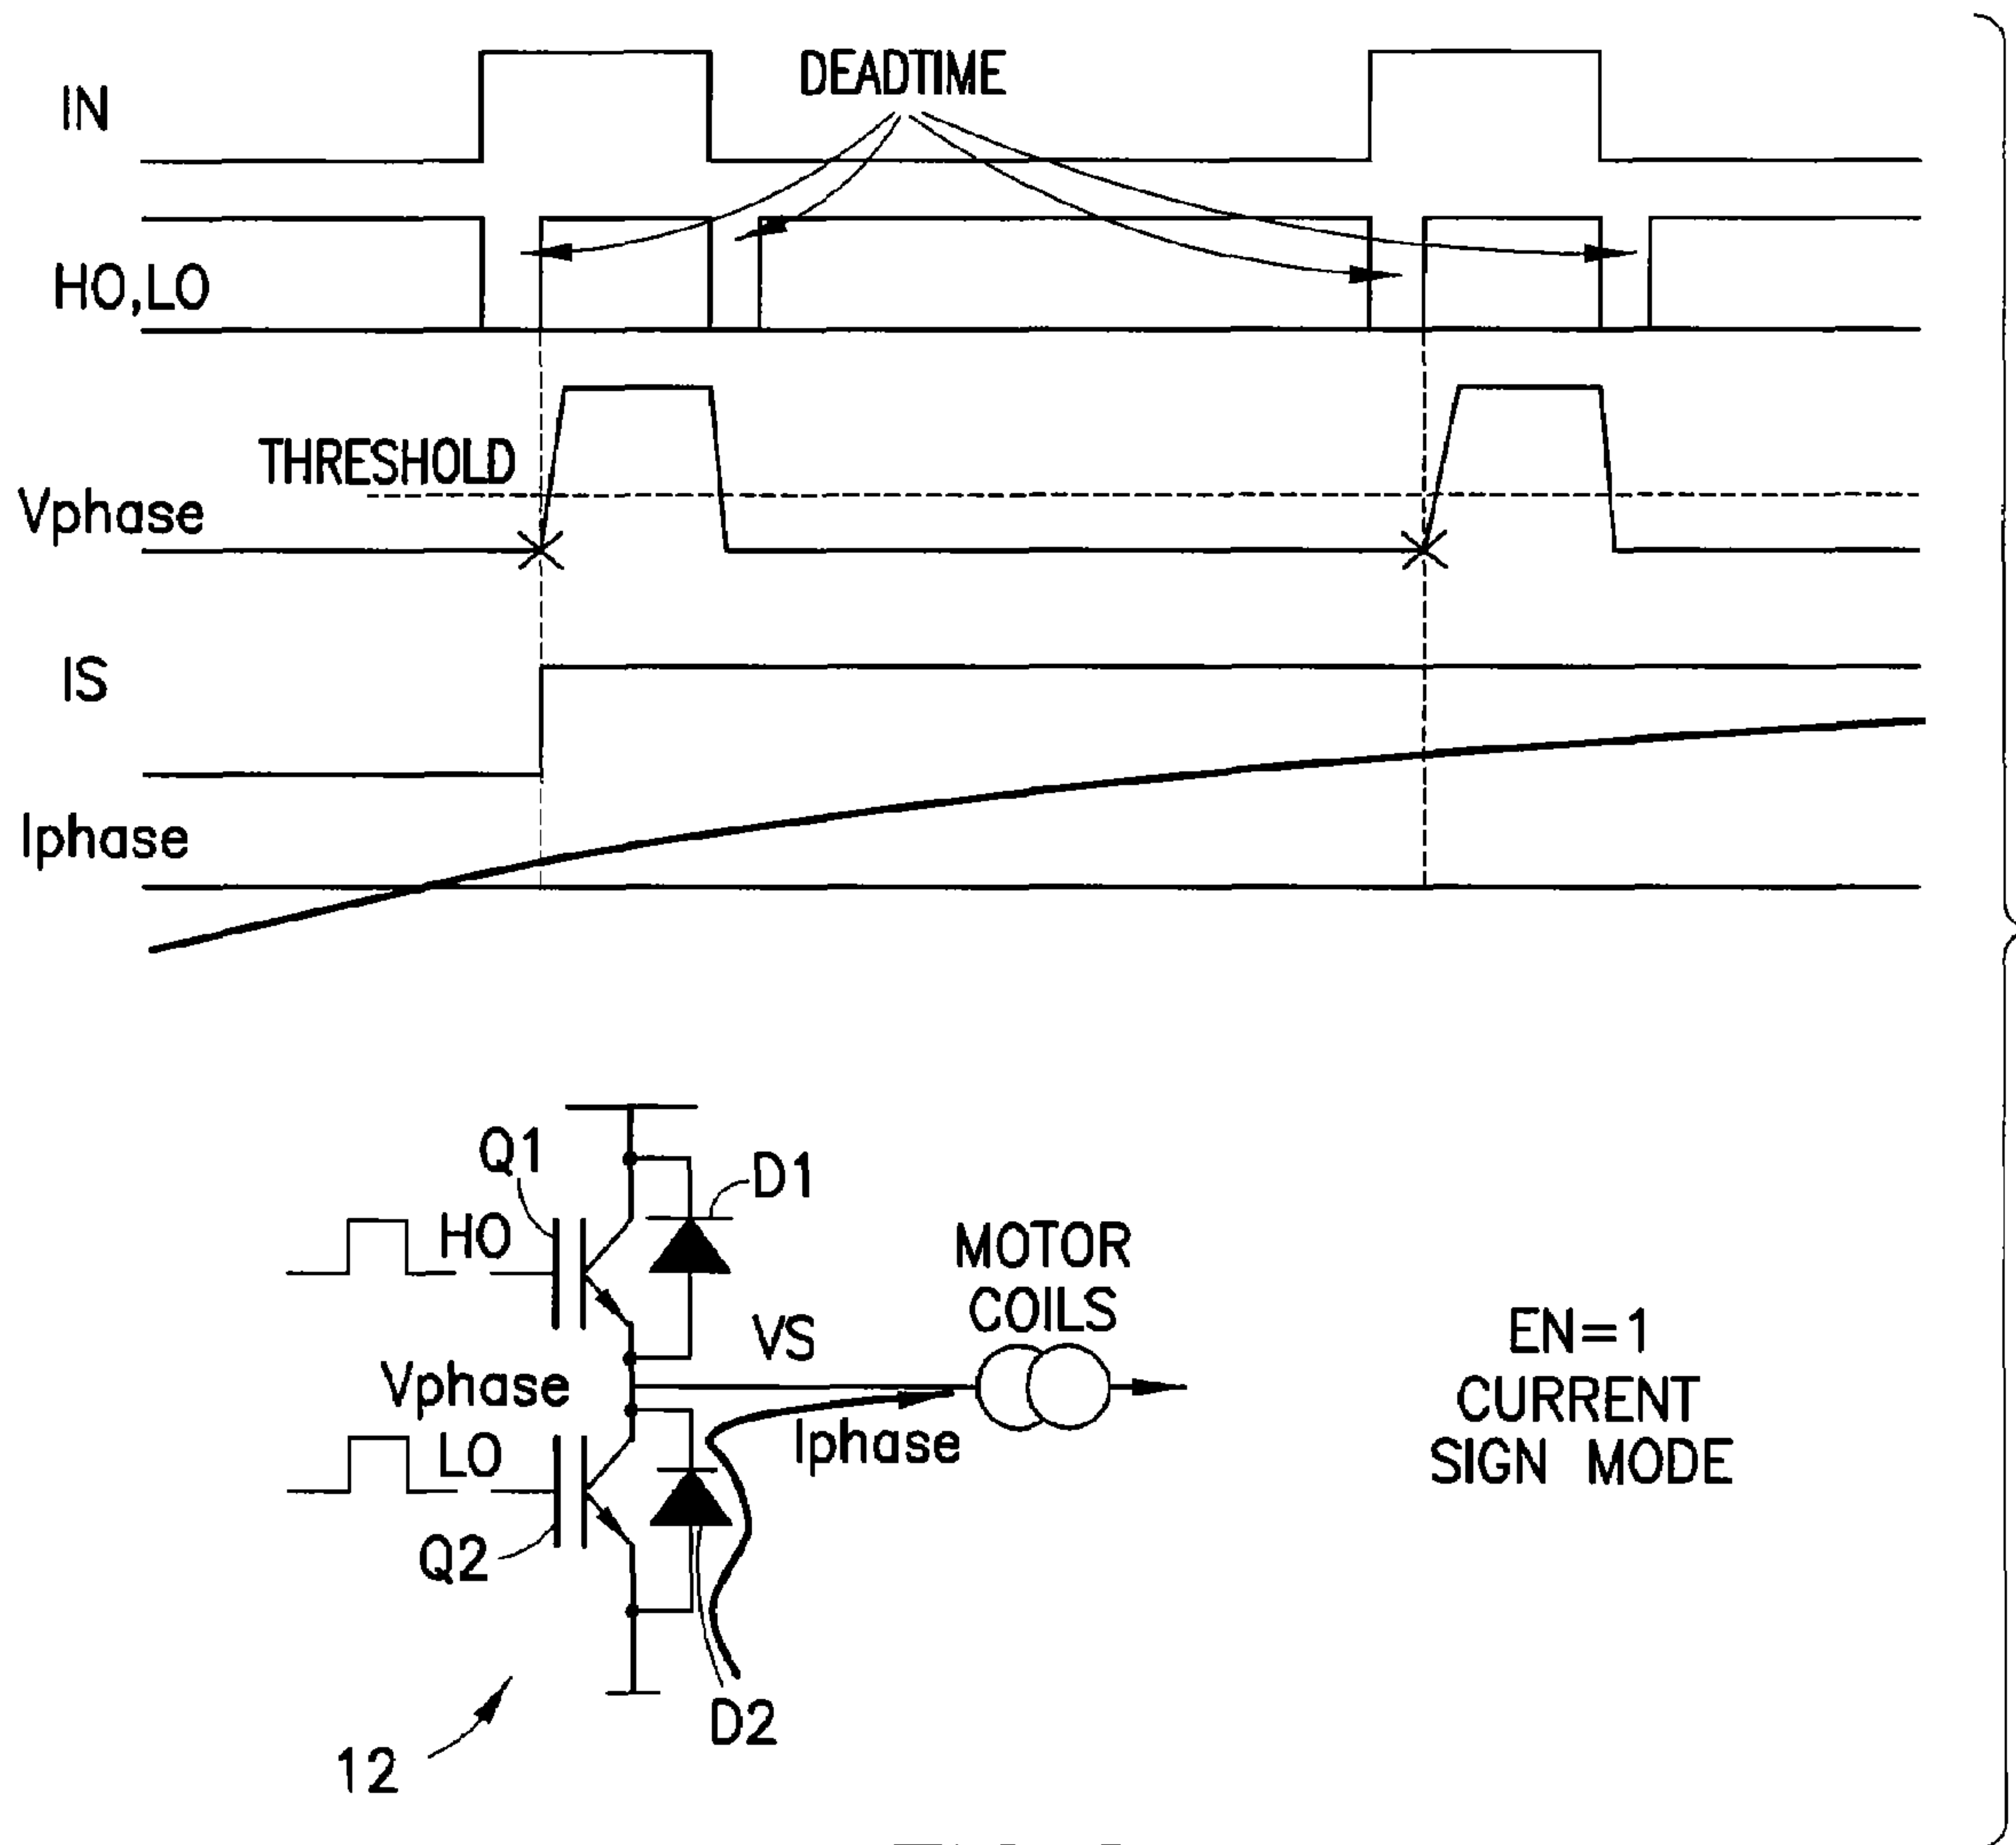 IN
DEADTIME
HO,LO
THRESHOLD
Vphase
IS
Iphase
Q1
D1
HO
MOTOR
COILS
VS
Vphase
Iphase
LO
Q2
D2
12
EN=1
CURRENT
SIGN MODE